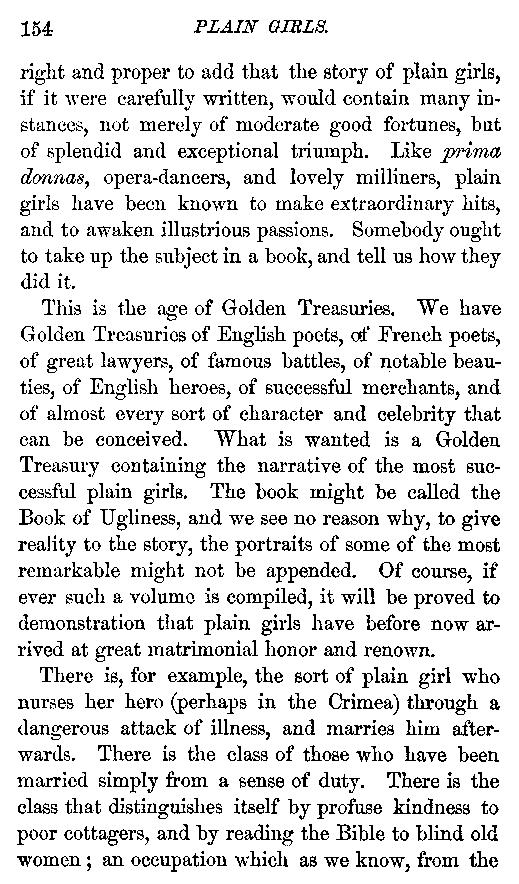 154 PLAIN GIRLS.
right and proper to add that the story of plain girls,
if it were carefully written, would contain many in-
stances, not merely of moderate good fortunes, but
of splendid and exceptional triumph. Like prima
donnas, opera-dancers, and lovely milliners, plain
girls have been known to make extraordinary hits,
and to awaken illustrious passions. Somebody ought
to take up the subject in a book, and tell us how they
did it.
This is the age of Golden Treasuries. We have
Golden Treasuries of English poets, of French poets,
of great lawyers, of famous battles, of notable beau-
ties, of English heroes, of successful merchants, and
of almost every sort of character and celebrity that
can be conceived. What is wanted is a Golden
Treasury containing the narrative of the most suc-
cessful plain girls. The book might be called the
Book of Ugliness, and we see no reason why, to give
reality to the story, the portraits of some of the most
remarkable might not be appended. Of course, if
ever such a volume is compiled, it will be proved to
demonstration that plain girls have before now ar-
rived at great matrimonial honor and renown.
There is, for example, the sort of plain girl who
nurses her hero (perhaps in the Crimea) through a
dangerous attack of illness, and marries him after-
wards. There is the class of those who have been
married simply from a sense of duty. There is the
class that distinguishes itself by profuse kindness to
poor cottagers, and by reading the Bible to blind old
women; an occupation which as we know, from the